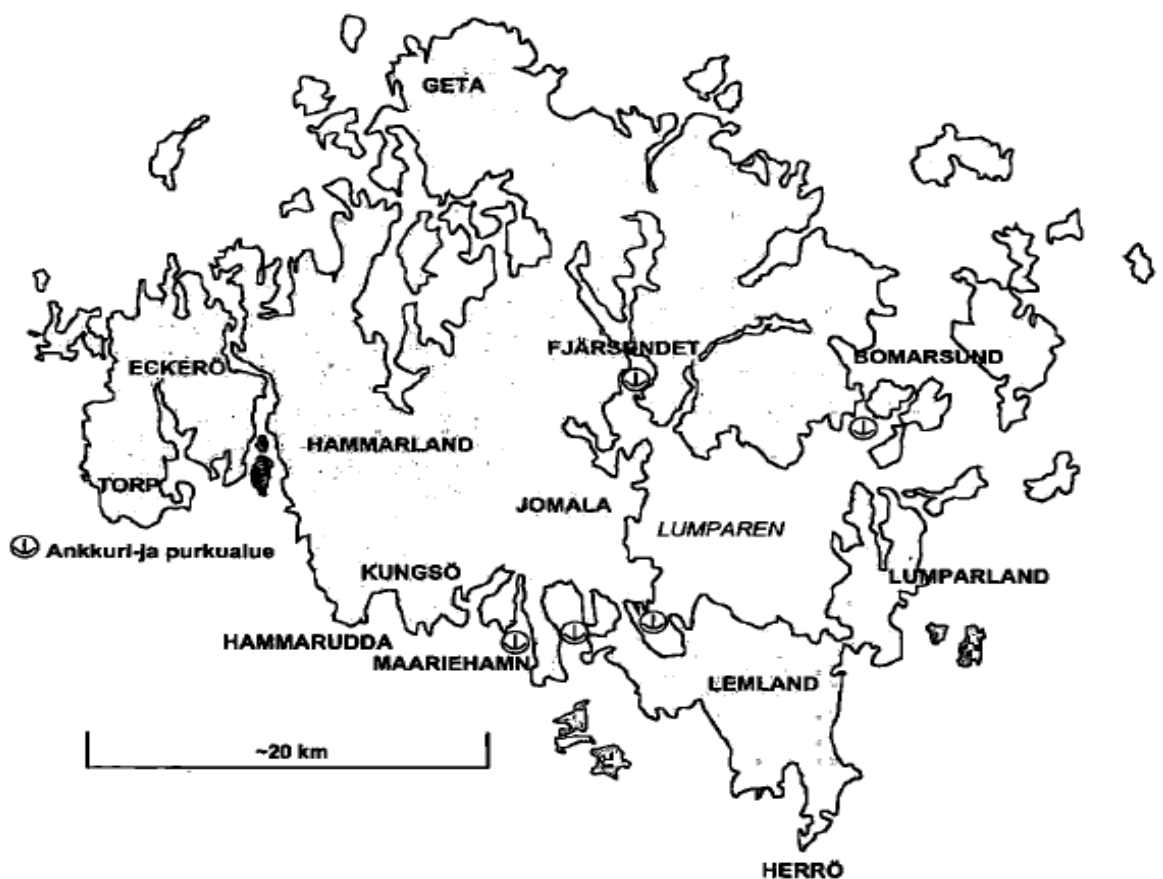 GETA
FJÄRSUNDET
BOMARSUND
ECKERÖ
HAMMARLAND
TORP
JOMALA
LUMPAREN
Ankkuri-ja purkualue
KUNGSÖ
LUMPARLAND
HAMMARUDDA
MAARIEHAMN
LEMLAND
~20 km
HERRÖ